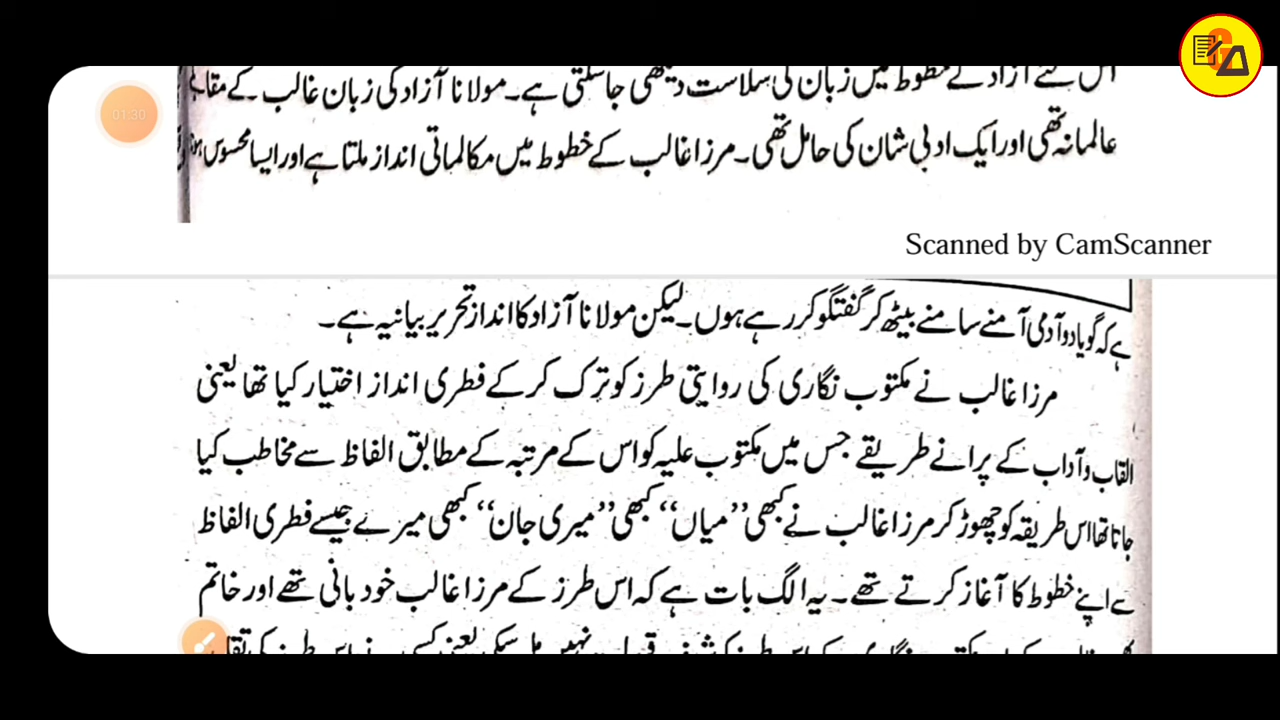 اس لئے آزاد کے خطوط میں زبان کی سلاست دیکھی جاسکتی ہے۔ مولانا آزاد کی زبان غالب کے
عالمانہ تھی اور ایک ادبی شان کی حامل تھی۔ مرزا غالب کے خطوط میں مکالماتی انداز ملتا ہے اور ایسا محسوس
Scanned by CamScanner
ہے کہ گویا دو آدمی آمنے سامنے بیٹھ کر گفتگو کر رہے ہوں۔ لیکن مولانا آزاد کا انداز تحریر بیانیہ ہے۔
مرزا غالب نے مکتوب نگاری کی روایتی طرز کو ترک کر کے فطری انداز اختیار کیا تھا یعنی
القاب و آداب کے پرانے طریقے جس میں مکتوب علیہ کو اس کے مرتبہ کے مطابق الفاظ سے مخاطب کیا
جاتا تھا اس طریقہ کو چھوڑ کر مرزا غالب نے کبھی ”میاں“ کبھی ”میری جان“ کبھی میرے جیسے فطری الفاظ
سے اپنے خطوط کا آغاز کرتے تھے۔ یہ الگ بات ہے کہ اس طرز کے مرزا غالب خود بانی تھے اور خاتم
01:30